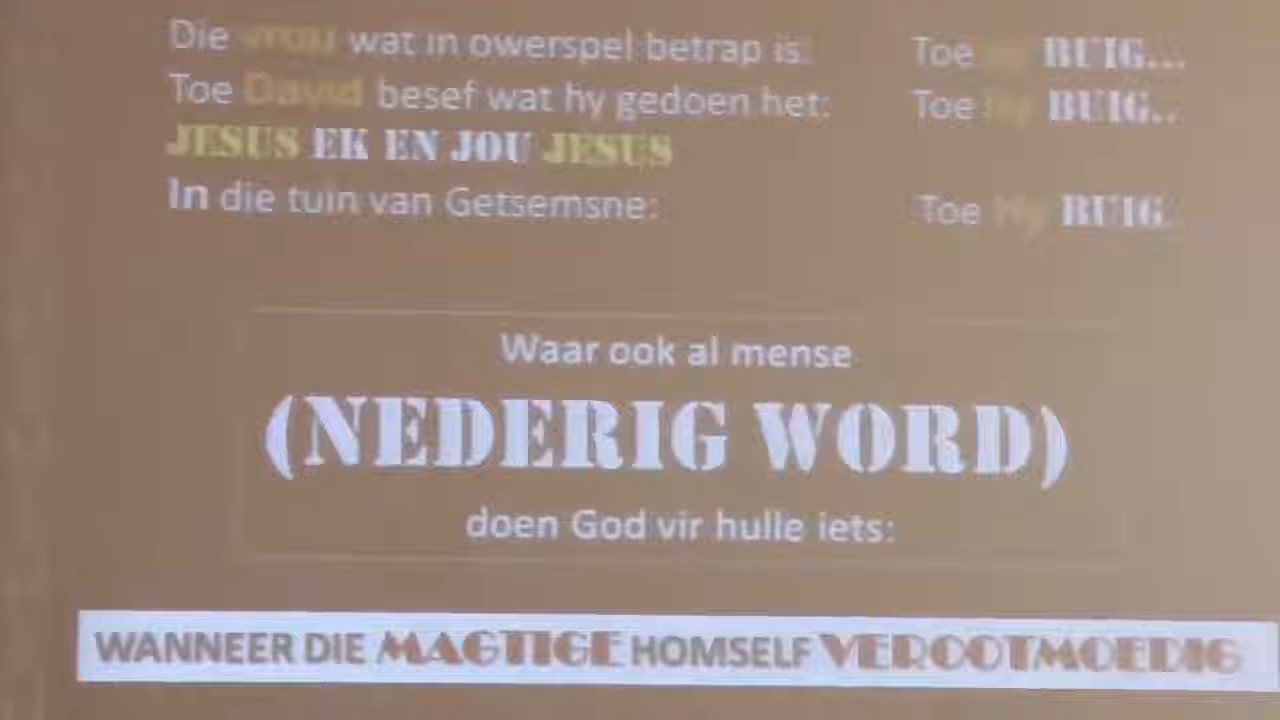 Die vrou wat in owerspel betrap is: Toe BUIG...
Toe David besef wat hy gedoen het: Toe hy BUIG..
JESUS EK EN JOU JESUS
In die tuin van Getsemsne: Toe Hy BUIG..
Waar ook al mense
(NEDERIG WORD)
doen God vir hulle iets:
WANNEER DIE MAGTIGE HOMSELF VEROOTMOEDIG